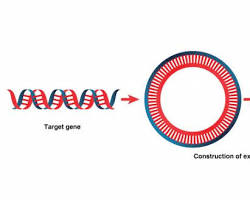 Target gene
Construction of ex